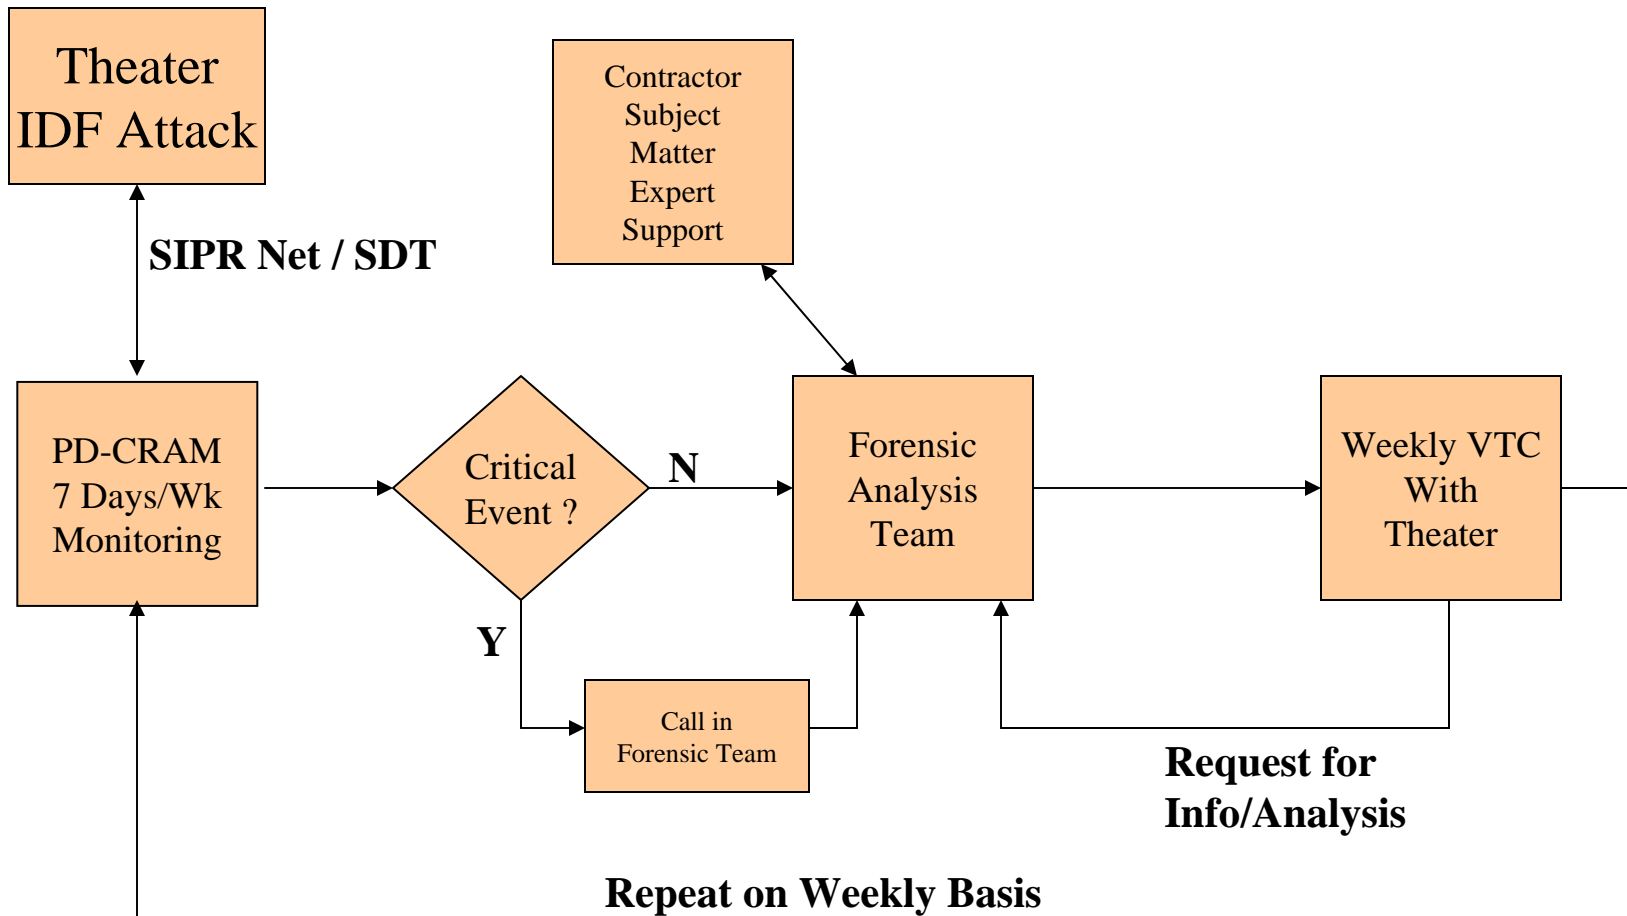 Theater
IDF Attack
SIPR Net / SDT
Contractor
Subject
Matter
Expert
Support
PD-CRAM
7 Days/Wk
Monitoring
Critical
Event ?
N
Y
Call in
Forensic Team
Forensic
Analysis
Team
Weekly VTC
With
Theater
Request for
Info/Analysis
Repeat on Weekly Basis